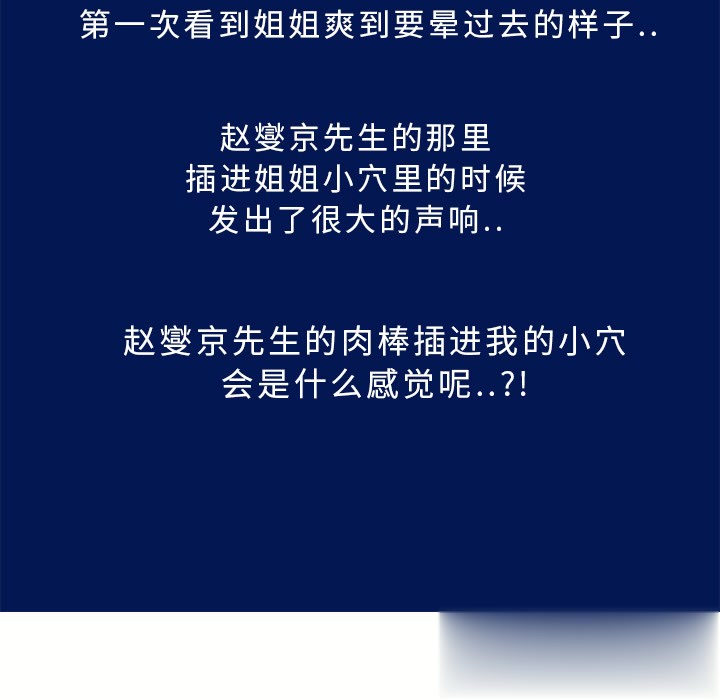 第一次看到姐姐爽到要晕过去的样子..
赵燮京先生的那里
插进姐姐小穴里的时候
发出了很大的声响..
赵燮京先生的肉棒插进我的小穴
会是什么感觉呢..?!